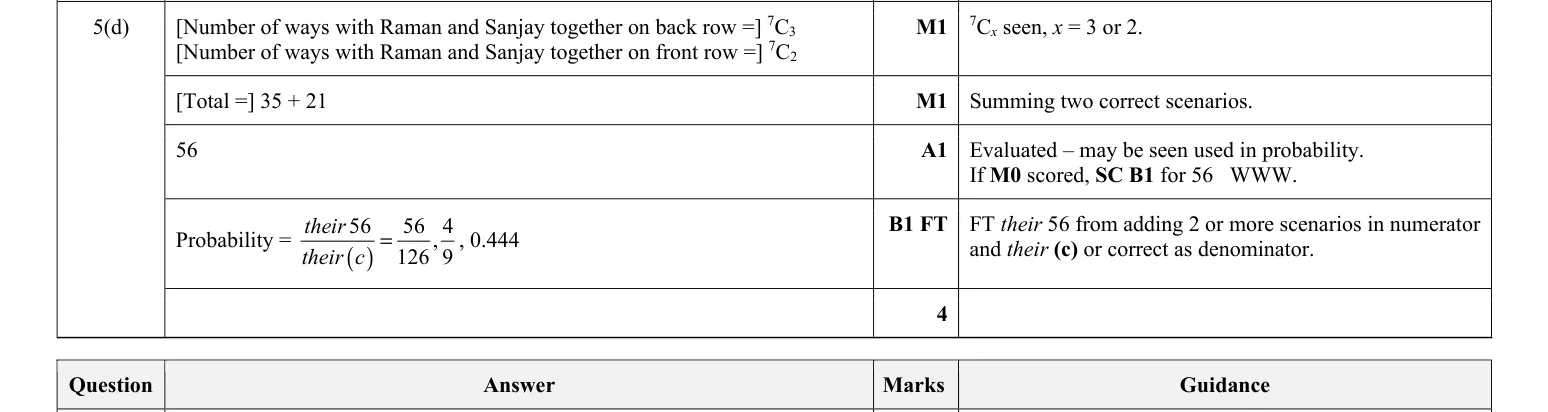 5(d) [Number of ways with Raman and Sanjay together on back row =] ⁷C₃ M1 ⁷Cₓ seen, x = 3 or 2.
[Number of ways with Raman and Sanjay together on front row =] ⁷C₂
[Total =] 35 + 21 M1 Summing two correct scenarios.
56 A1 Evaluated – may be seen used in probability.
If M0 scored, SC B1 for 56 WWW.
Probability = their 56 / their (c) = 56/126, 4/9, 0.444 B1 FT FT their 56 from adding 2 or more scenarios in numerator
and their (c) or correct as denominator.
4
Question Answer Marks Guidance